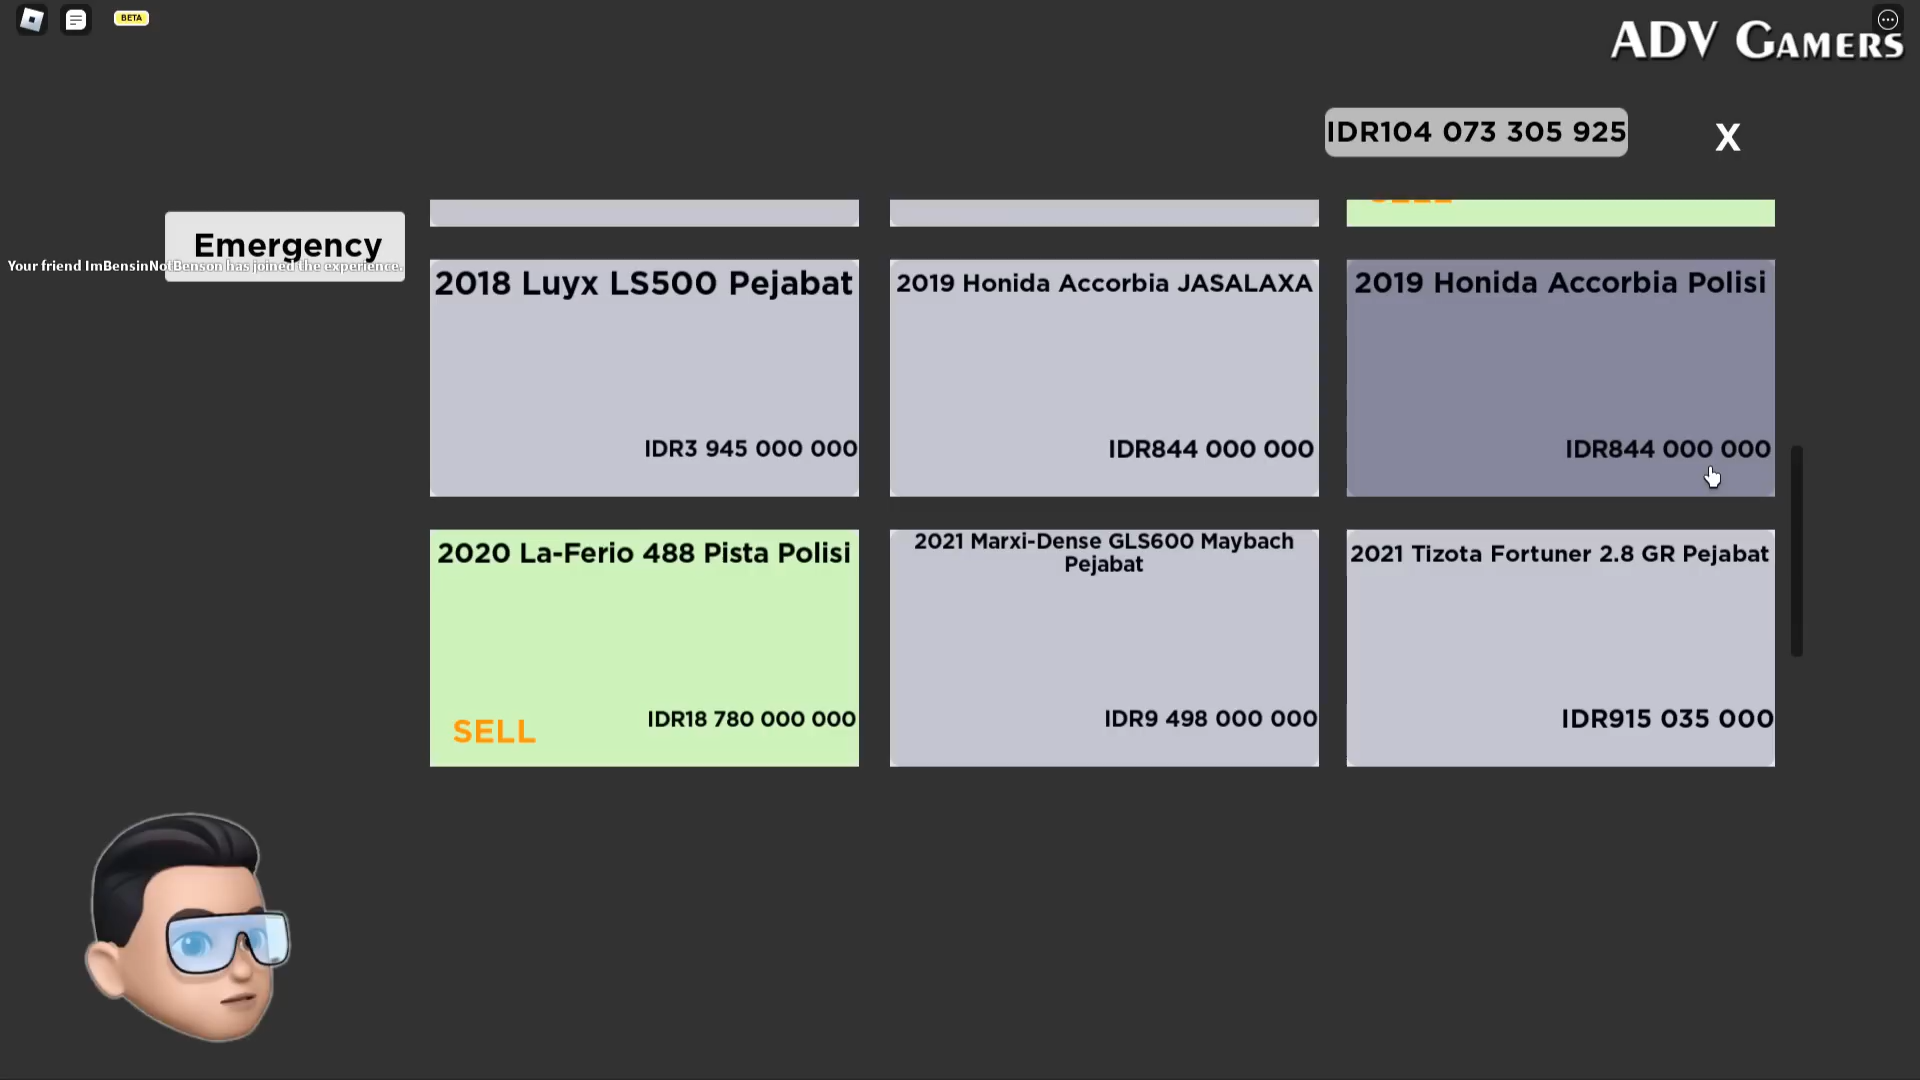 BETA
ADV GAMERS
IDR104 073 305 925
X
Emergency
Your friend ImBensinNotBenson has joined the experience.
SELL
2018 Luyx LS500 Pejabat
IDR3 945 000 000
2019 Honida Accorbia JASALAXA
IDR844 000 000
2019 Honida Accorbia Polisi
IDR844 000 000
2020 La-Ferio 488 Pista Polisi
SELL
IDR18 780 000 000
2021 Marxi-Dense GLS600 Maybach
Pejabat
IDR9 498 000 000
2021 Tizota Fortuner 2.8 GR Pejabat
IDR915 035 000